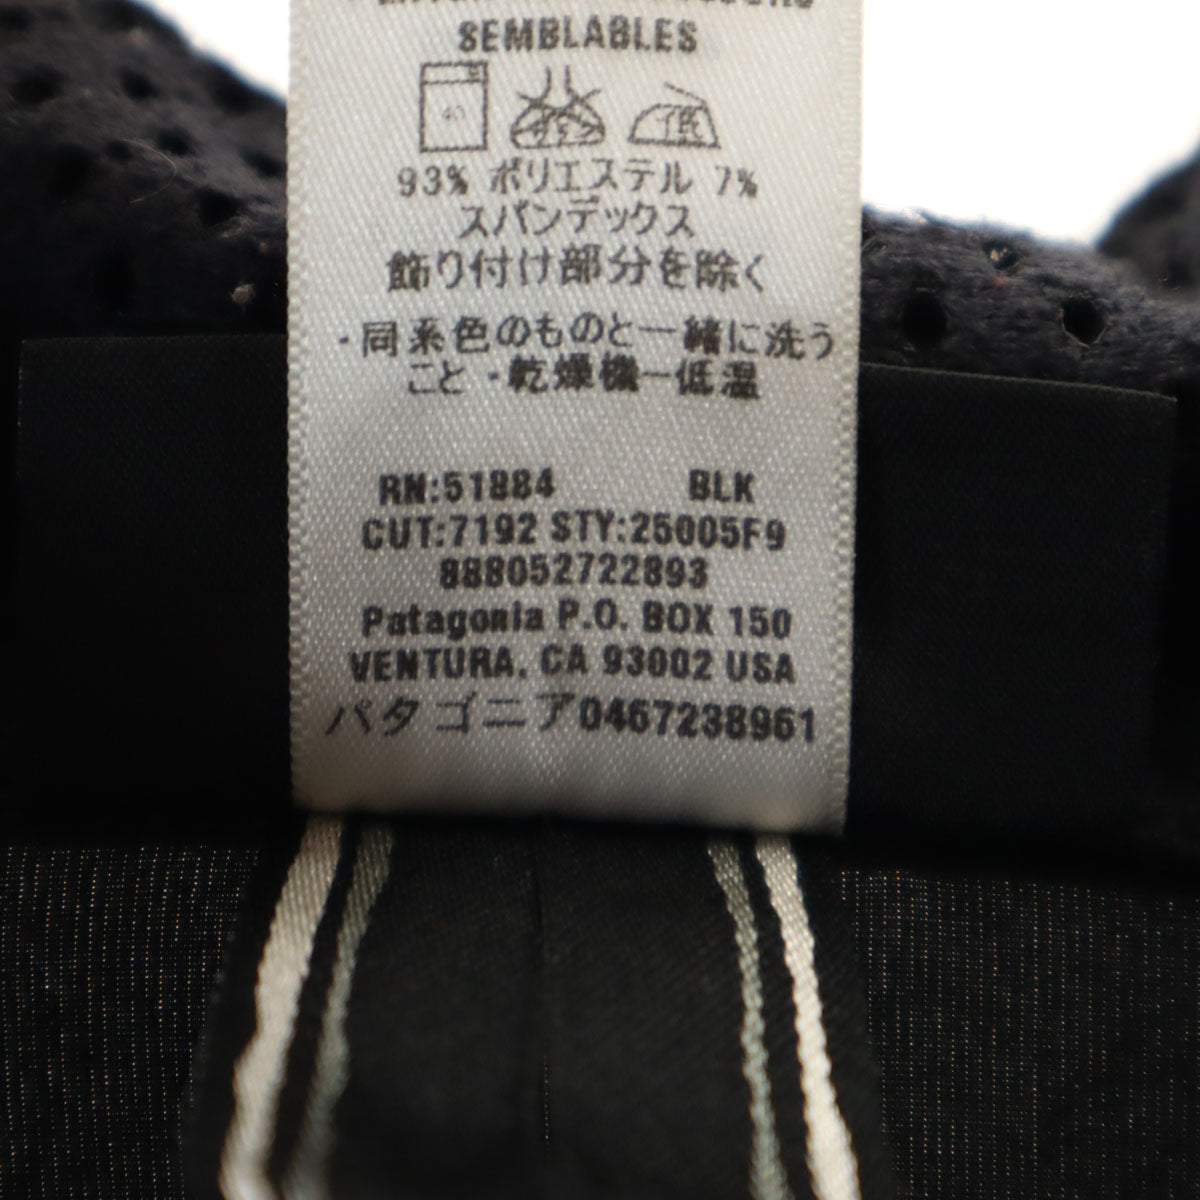 SEMBLABLES
40
低
93% ポリエステル 7%
スパンデックス
飾り付け部分を除く
・同系色のものと一緒に洗う
こと・乾燥機ー低温
RN:51884 BLK
CUT:7192 STY:25005F9
888052722893
Patagonia P.O. BOX 150
VENTURA, CA 93002 USA
パタゴニア0467238961